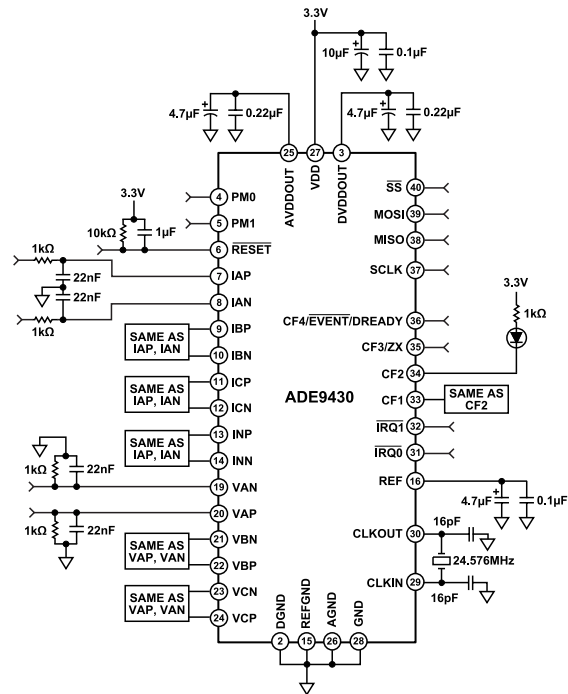 3.3V
10µF
+
0.1µF
4.7µF
+
0.22µF
4.7µF
+
0.22µF
25
27
3
AVDDOUT
VDD
DVDDOUT
3.3V
10kΩ
1µF
4
PM0
5
PM1
6
RESET
1kΩ
22nF
22nF
1kΩ
7
IAP
8
IAN
SAME AS
IAP, IAN
9
IBP
10
IBN
SAME AS
IAP, IAN
11
ICP
12
ICN
SAME AS
IAP, IAN
13
INP
14
INN
1kΩ
22nF
19
VAN
1kΩ
22nF
20
VAP
SAME AS
VAP, VAN
21
VBN
22
VBP
SAME AS
VAP, VAN
23
VCN
24
VCP
ADE9430
SS
40
MOSI
39
MISO
38
SCLK
37
CF4/EVENT/DREADY
36
CF3/ZX
35
CF2
34
3.3V
1kΩ
CF1
33
SAME AS
CF2
IRQ1
32
IRQ0
31
REF
16
4.7µF
+
0.1µF
CLKOUT
30
16pF
24.576MHz
CLKIN
29
16pF
DGND
REFGND
AGND
GND
2
15
26
28